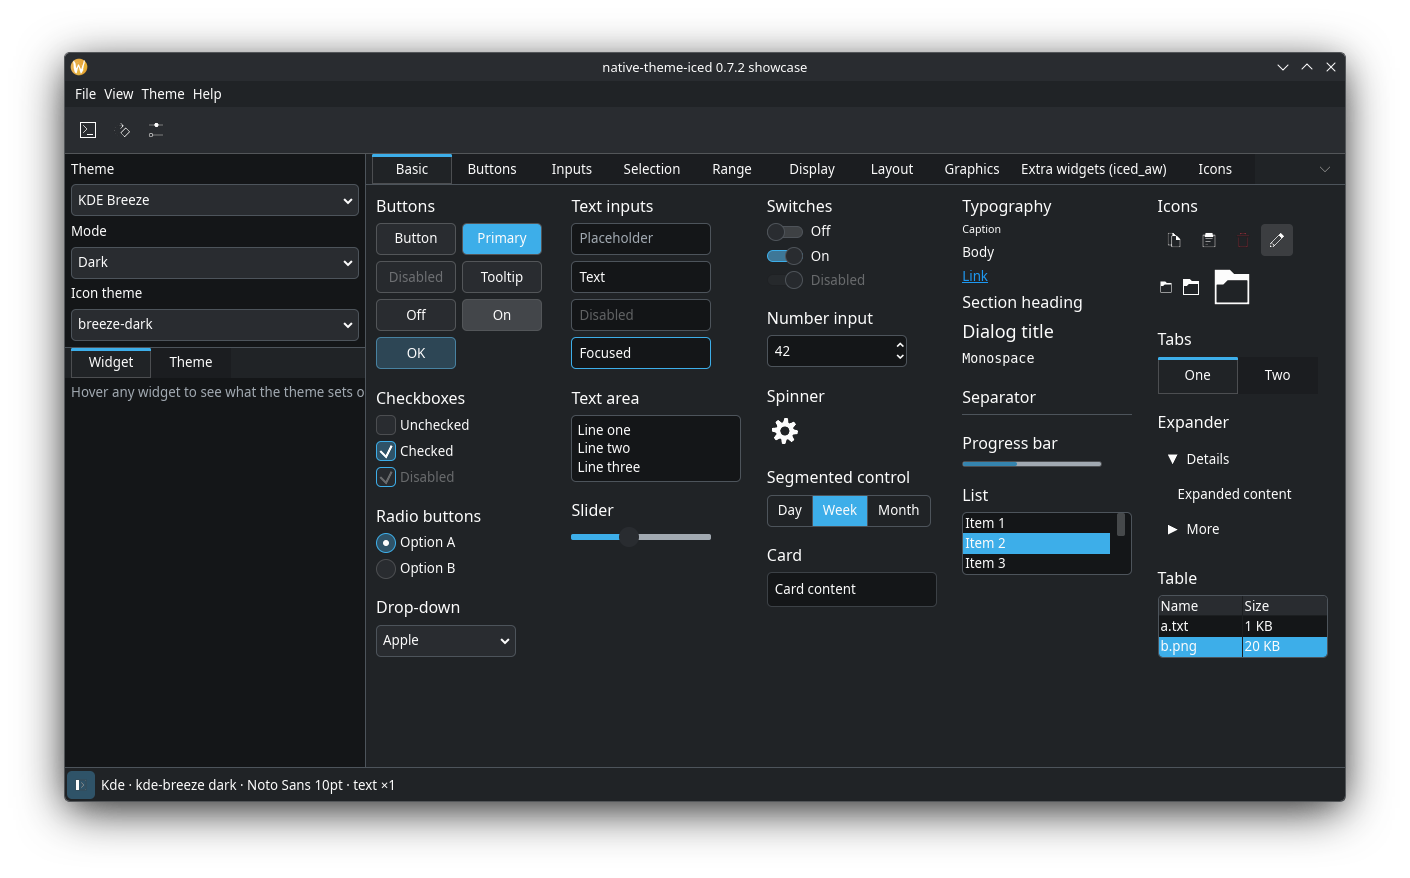 native-theme-iced 0.7.2 showcase
File View Theme Help
Theme
KDE Breeze
Mode
Dark
Icon theme
breeze-dark
Widget Theme
Hover any widget to see what the theme sets o
Basic Buttons Inputs Selection Range Display Layout Graphics Extra widgets (iced_aw) Icons
Buttons
Button Primary
Disabled Tooltip
Off On
OK
Checkboxes
Unchecked
Checked
Disabled
Radio buttons
Option A
Option B
Drop-down
Apple
Text inputs
Placeholder
Text
Disabled
Focused
Text area
Line one
Line two
Line three
Slider
Switches
Off
On
Disabled
Number input
42
Spinner
Segmented control
Day Week Month
Card
Card content
Typography
Caption
Body
Link
Section heading
Dialog title
Monospace
Separator
Progress bar
List
Item 1
Item 2
Item 3
Icons
Tabs
One Two
Expander
Details
Expanded content
More
Table
Name Size
a.txt 1 KB
b.png 20 KB
Kde · kde-breeze dark · Noto Sans 10pt · text ×1